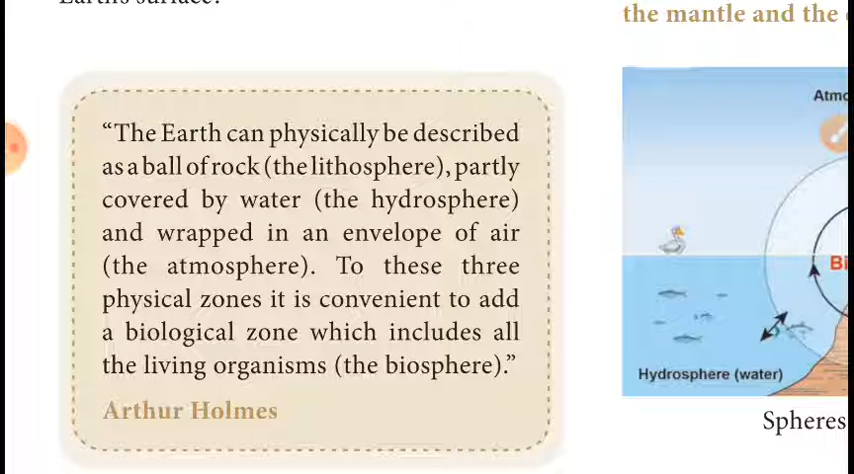 the mantle and the
"The Earth can physically be described
as a ball of rock (the lithosphere), partly
covered by water (the hydrosphere)
and wrapped in an envelope of air
(the atmosphere). To these three
physical zones it is convenient to add
a biological zone which includes all
the living organisms (the biosphere)."
Arthur Holmes
Hydrosphere (water)
Spheres